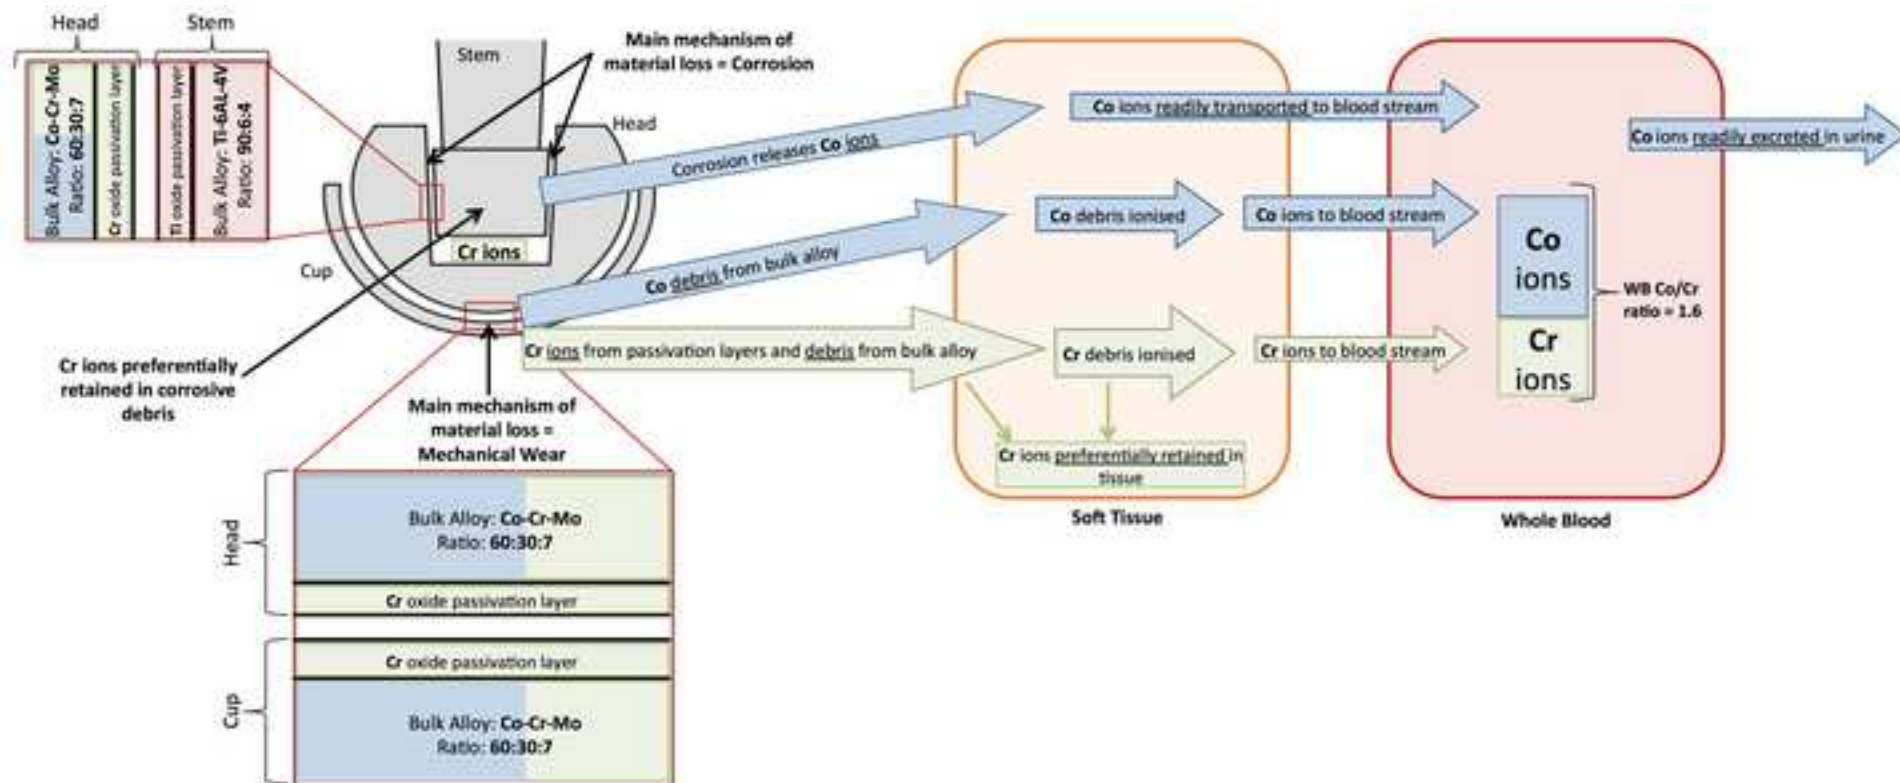 Head
Stem
Bulk Alloy: Co-Cr-Mo
Ratio: 60:30:7
Cr oxide passivation layer
Ti oxide passivation layer
Bulk Alloy: Ti-6AL-4V
Ratio: 90:6:4
Stem
Main mechanism of
material loss = Corrosion
Head
Cup
Cr ions
Corrosion releases Co ions
Co debris from bulk alloy
Cr ions from passivation layers and debris from bulk alloy
Cr ions preferentially
retained in corrosive
debris
Main mechanism of
material loss =
Mechanical Wear
Head
Bulk Alloy: Co-Cr-Mo
Ratio: 60:30:7
Cr oxide passivation layer
Cup
Cr oxide passivation layer
Bulk Alloy: Co-Cr-Mo
Ratio: 60:30:7
Co ions readily transported to blood stream
Co debris ionised
Co ions to blood stream
Cr debris ionised
Cr ions to blood stream
Cr ions preferentially retained in
tissue
Soft Tissue
Co ions readily excreted in urine
Co
ions
Cr
ions
WB Co/Cr
ratio = 1.6
Whole Blood